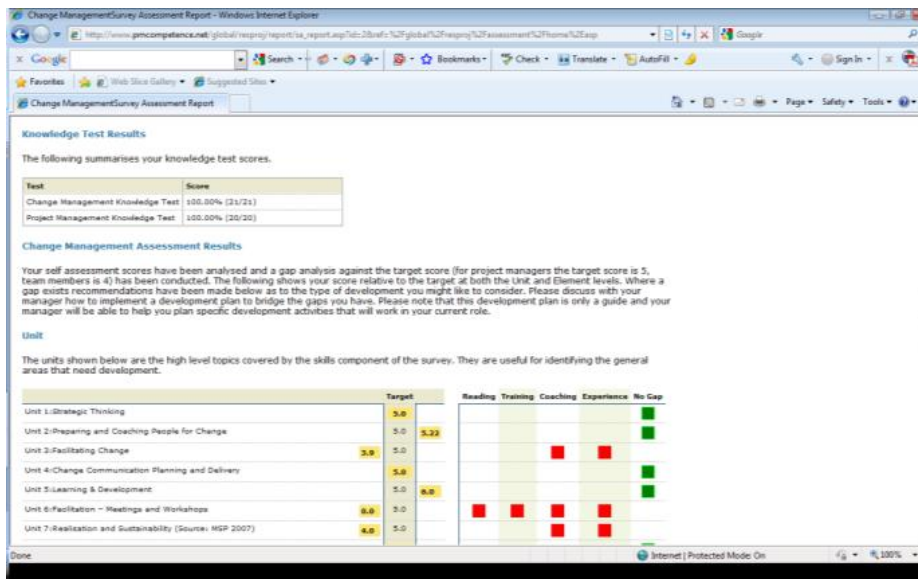 Change ManagementSurvey Assessment Report - Windows Internet Explorer
Google
Search
Bookmarks
Check
Translate
AutoFill
Sign In
Favorites
Web Slice Gallery
Suggested Sites
Change ManagementSurvey Assessment Report
Page Safety Tools
Knowledge Test Results
The following summarises your knowledge test scores.
Test Score
Change Management Knowledge Test 100.00% (21/21)
Project Management Knowledge Test 100.00% (20/20)
Change Management Assessment Results
Your self assessment scores have been analysed and a gap analysis against the target score (for project managers the target score is 5,
team members is 4) has been conducted. The following shows your score relative to the target at both the Unit and Element levels. Where a
gap exists recommendations have been made below as to the type of development you might like to consider. Please discuss with your
manager how to implement a development plan to bridge the gaps you have. Please note that this development plan is only a guide and your
manager will be able to help you plan specific development activities that will work in your current role.
Unit
The units shown below are the high level topics covered by the skills component of the survey. They are useful for identifying the general
areas that need development.
Target Reading Training Coaching Experience No Gap
Unit 1:Strategic Thinking 5.0
Unit 2:Preparing and Coaching People for Change 5.0 5.33
Unit 3:Facilitating Change 3.9 5.0
Unit 4:Change Communication Planning and Delivery 5.0
Unit 5:Learning & Development 5.0 6.0
Unit 6:Facilitation - Meetings and Workshops 0.0 5.0
Unit 7:Realisation and Sustainability (Source: MSP 2007) 4.0 5.0
Done Internet | Protected Mode: On 100%